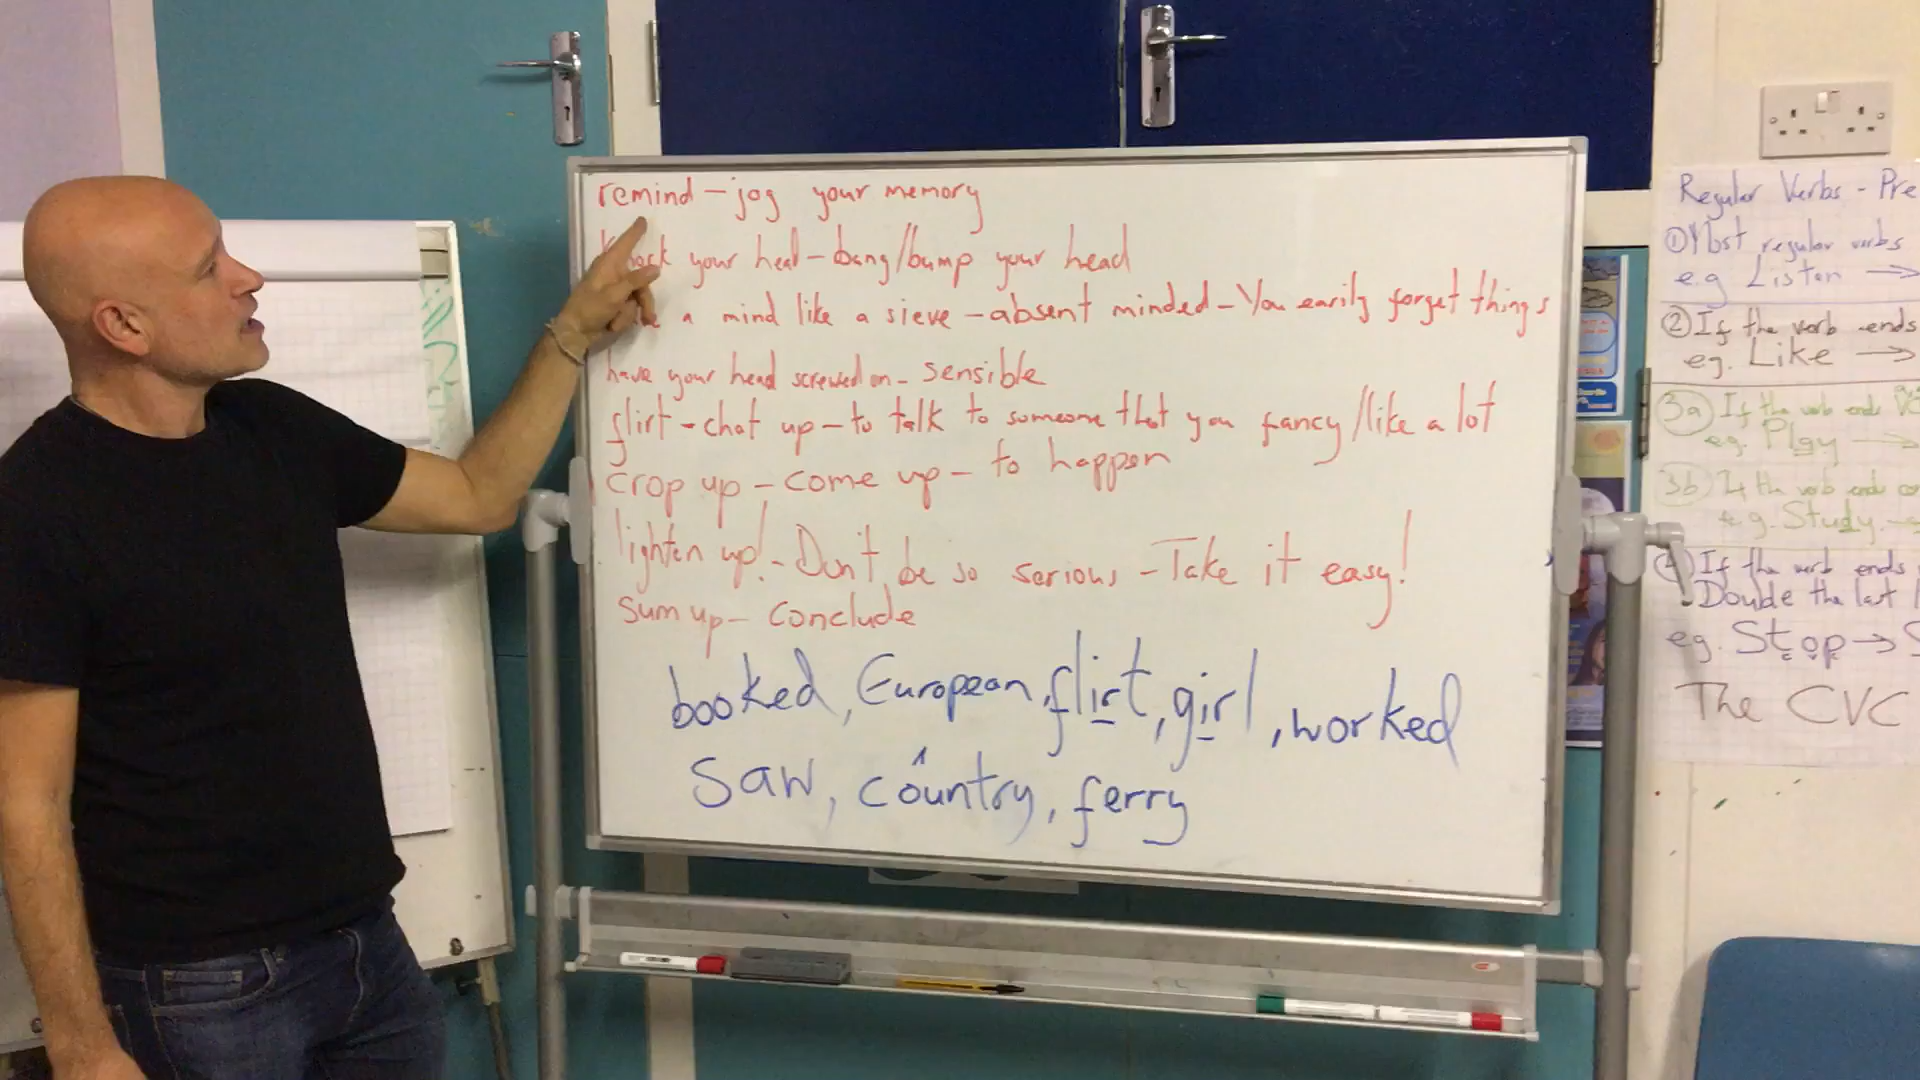 remind – jog your memory
your head – bang/bump your head
a mind like a sieve – absent minded – You easily forget things
have your head screwed on – sensible
flirt – chat up – to talk to someone that you fancy/like a lot
crop up – come up – to happen
lighten up! – Don't be so serious – Take it easy!
sum up – conclude
booked, European, flirt, girl, worked
saw, country, ferry
Regular Verbs - Pre
① Most regular verbs
e.g Listen →
② If the verb ends
eg. Like →
3a) If the verb ends
eg. Play →
3b) If the verb ends co
e.g. Study →
If the verb ends
Double the last l
eg. Stop → S
The CVC